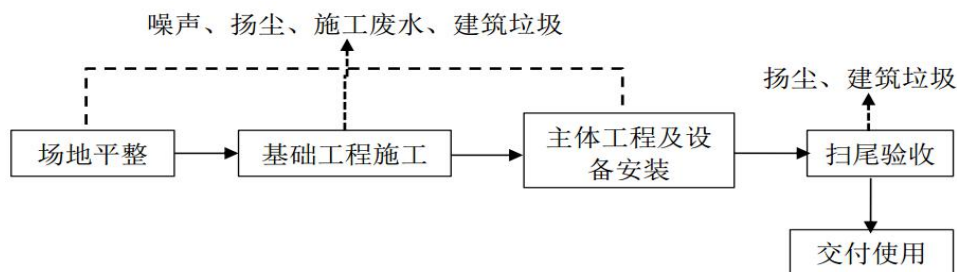 噪声、扬尘、施工废水、建筑垃圾
扬尘、建筑垃圾
场地平整
基础工程施工
主体工程及设
备安装
扫尾验收
交付使用